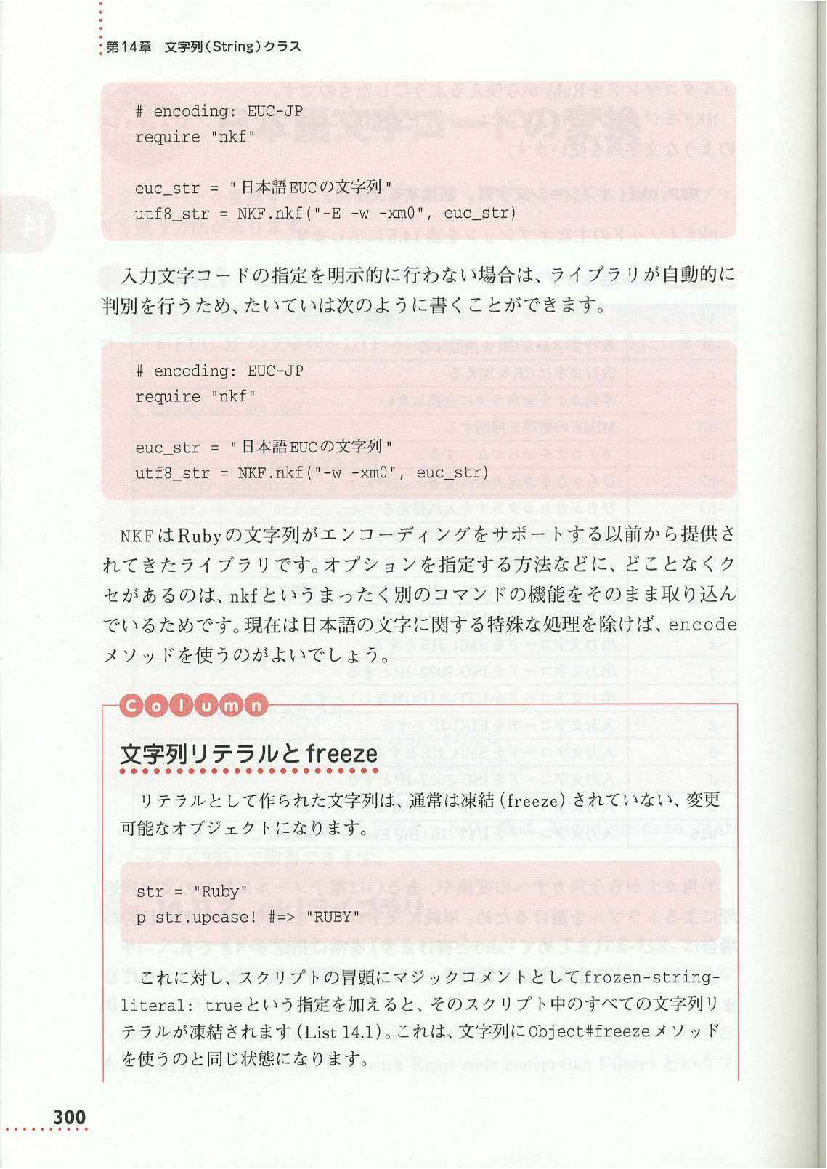 第14章 文字列(String)クラス
# encoding: EUC-JP
require "nkf"
euc_str = "日本語EUCの文字列"
utf8_str = NKF.nkf("-E -w -xm0", euc_str)
入力文字コードの指定を明示的に行わない場合は、ライブラリが自動的に
判別を行うため、たいていは次のように書くことができます。
# encoding: EUC-JP
require "nkf"
euc_str = "日本語EUCの文字列"
utf8_str = NKF.nkf("-w -xm0", euc_str)
NKFはRubyの文字列がエンコーディングをサポートする以前から提供さ
れてきたライブラリです。オプションを指定する方法などに、どことなくク
セがあるのは、nkfというまったく別のコマンドの機能をそのまま取り込ん
でいるためです。現在は日本語の文字に関する特殊な処理を除けば、encode
メソッドを使うのがよいでしょう。
Column
文字列リテラルとfreeze
リテラルとして作られた文字列は、通常は凍結(freeze)されていない、変更
可能なオブジェクトになります。
str = "Ruby"
p str.upcase! #=> "RUBY"
これに対し、スクリプトの冒頭にマジックコメントとしてfrozen-string-
literal: trueという指定を加えると、そのスクリプト中のすべての文字列リ
テラルが凍結されます(List 14.1)。これは、文字列にObject#freezeメソッド
を使うのと同じ状態になります。
300